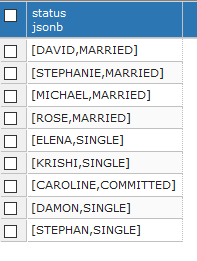 status
jsonb
[DAVID,MARRIED]
[STEPHANIE,MARRIED]
[MICHAEL,MARRIED]
[ROSE,MARRIED]
[ELENA,SINGLE]
[KRISHI,SINGLE]
[CAROLINE,COMMITTED]
[DAMON,SINGLE]
[STEPHAN,SINGLE]